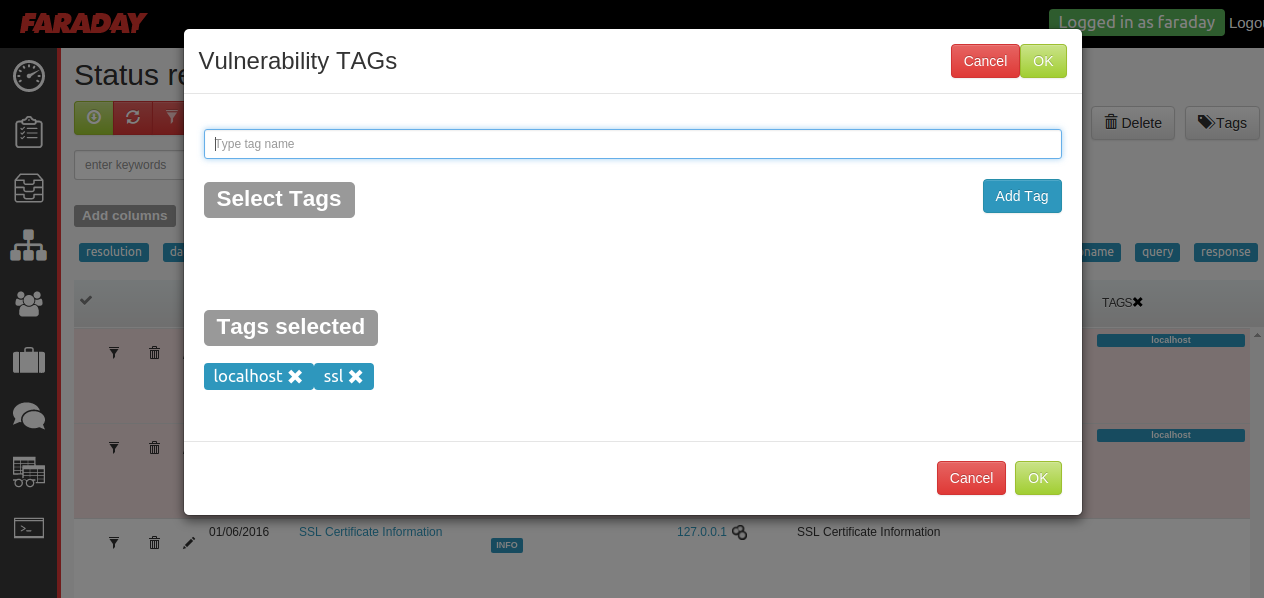 FARADAY
Logged in as faraday
Logou
Vulnerability TAGs
Cancel
OK
Status re
Delete
Tags
Type tag name
enter keywords
Select Tags
Add Tag
Add columns
resolution
da
name
query
response
TAGS
Tags selected
localhost
localhost
ssl
localhost
Cancel
OK
01/06/2016
SSL Certificate Information
INFO
127.0.0.1
SSL Certificate Information